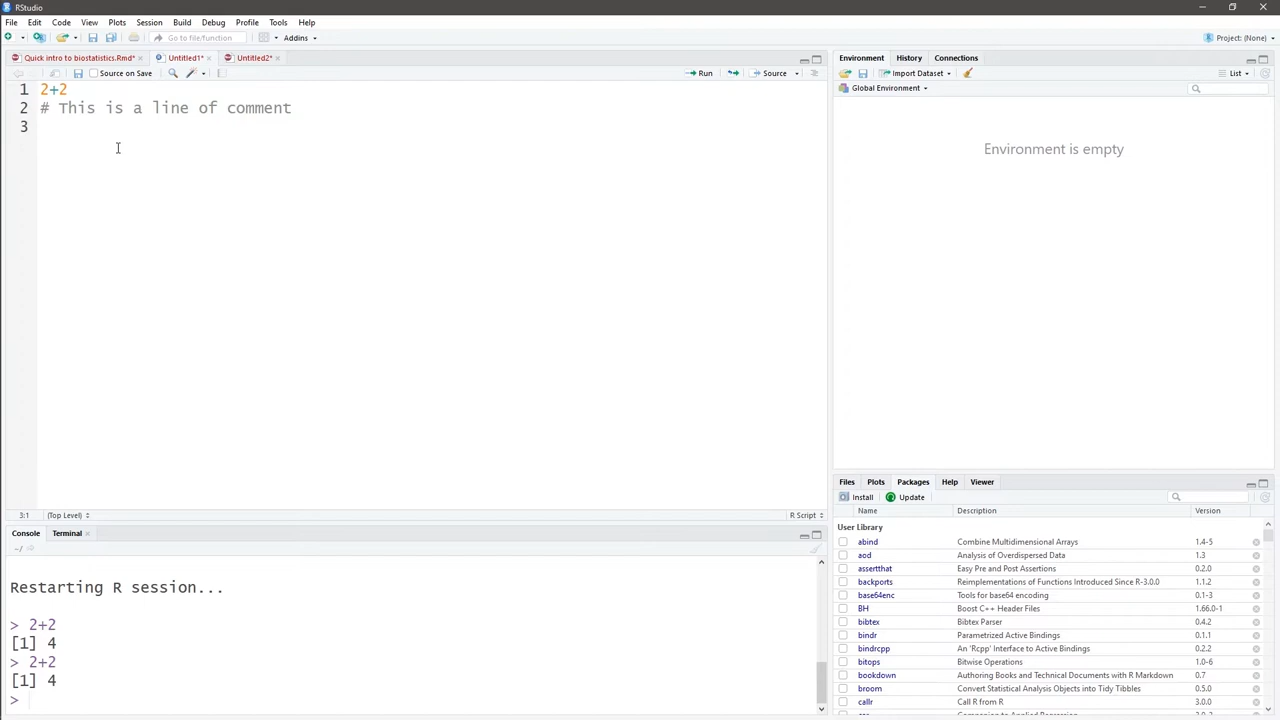 RStudio
File Edit Code View Plots Session Build Debug Profile Tools Help
Go to file/function Addins Project: (None)
Quick intro to biostatistics.Rmd* Untitled1* Untitled2*
Source on Save Run Source
1 2+2
2 # This is a line of comment
3
3:1 (Top Level) R Script
Console Terminal
~/
Restarting R session...
> 2+2
[1] 4
> 2+2
[1] 4
>
Environment History Connections
Import Dataset List
Global Environment
Environment is empty
Files Plots Packages Help Viewer
Install Update
Name Description Version
User Library
abind Combine Multidimensional Arrays 1.4-5
aod Analysis of Overdispersed Data 1.3
assertthat Easy Pre and Post Assertions 0.2.0
backports Reimplementations of Functions Introduced Since R-3.0.0 1.1.2
base64enc Tools for base64 encoding 0.1-3
BH Boost C++ Header Files 1.66.0-1
bibtex Bibtex Parser 0.4.2
bindr Parametrized Active Bindings 0.1.1
bindrcpp An 'Rcpp' Interface to Active Bindings 0.2.2
bitops Bitwise Operations 1.0-6
bookdown Authoring Books and Technical Documents with R Markdown 0.7
broom Convert Statistical Analysis Objects into Tidy Tibbles 0.5.0
callr Call R from R 3.0.0